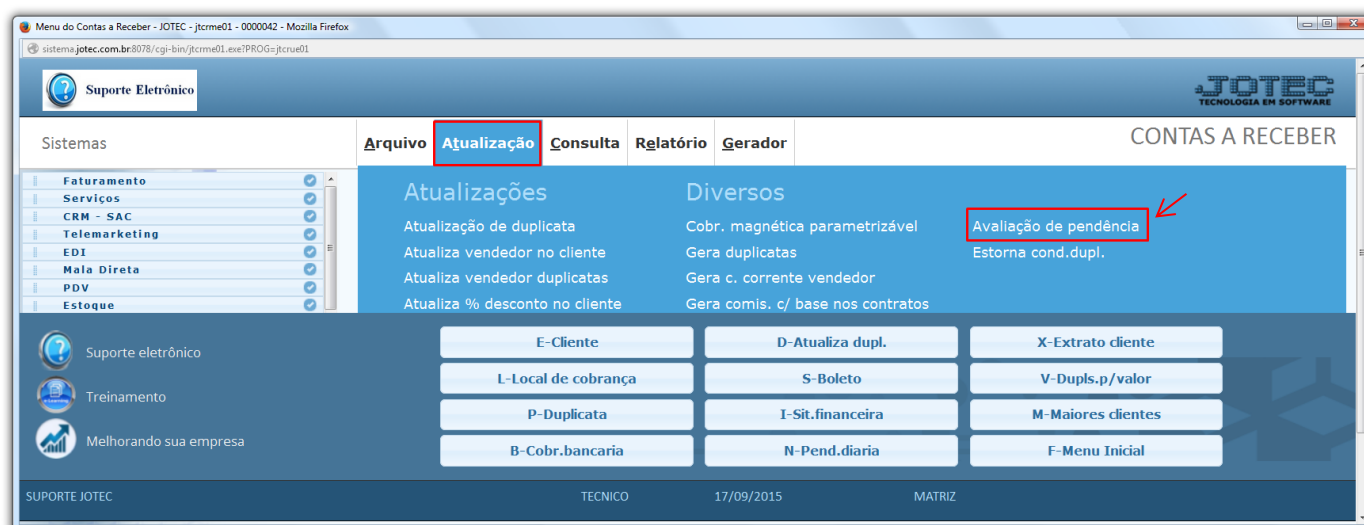 Menu do Contas a Receber - JOTEC - jtcrme01 - 0000042 - Mozilla Firefox
sistema.jotec.com.br:8078/cgi-bin/jtcrme01.exe?PROG=jtcrue01
Suporte Eletrônico
JOTEC
TECNOLOGIA EM SOFTWARE
Sistemas
Arquivo Atualização Consulta Relatório Gerador
CONTAS A RECEBER
Faturamento
Serviços
CRM - SAC
Telemarketing
EDI
Mala Direta
PDV
Estoque
Atualizações
Atualização de duplicata
Atualiza vendedor no cliente
Atualiza vendedor duplicatas
Atualiza % desconto no cliente
Diversos
Cobr. magnética parametrizável
Gera duplicatas
Gera c. corrente vendedor
Gera comis. c/ base nos contratos
Avaliação de pendência
Estorna cond.dupl.
Suporte eletrônico
Treinamento
Melhorando sua empresa
E-Cliente D-Atualiza dupl. X-Extrato cliente
L-Local de cobrança S-Boleto V-Dupls.p/valor
P-Duplicata I-Sit.financeira M-Maiores clientes
B-Cobr.bancaria N-Pend.diaria F-Menu Inicial
SUPORTE JOTEC TECNICO 17/09/2015 MATRIZ